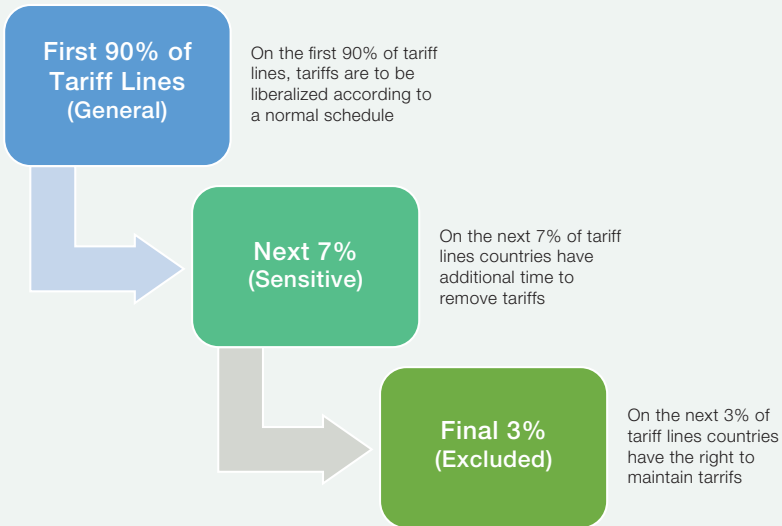 First 90% of
Tariff Lines
(General)
On the first 90% of tariff
lines, tariffs are to be
liberalized according to
a normal schedule
Next 7%
(Sensitive)
On the next 7% of tariff
lines countries have
additional time to
remove tariffs
Final 3%
(Excluded)
On the next 3% of
tariff lines countries
have the right to
maintain tarrifs